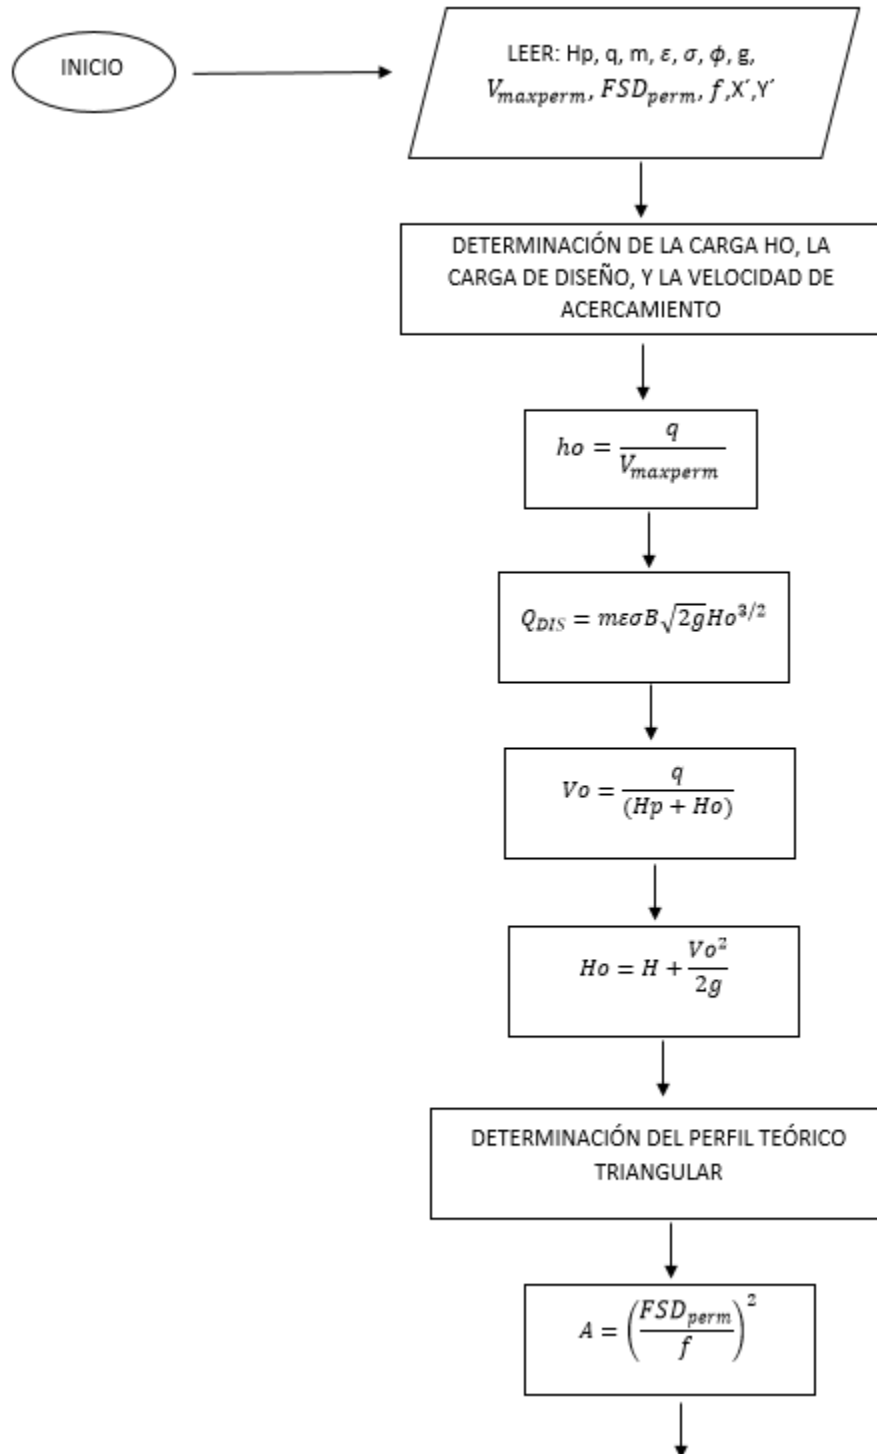 INICIO
LEER: Hp, q, m, ε, σ, ϕ, g,
V_maxperm, FSD_perm, f,X´,Y´
DETERMINACIÓN DE LA CARGA HO, LA
CARGA DE DISEÑO, Y LA VELOCIDAD DE
ACERCAMIENTO
ho = q / V_maxperm
Q_DIS = mεσB√2g Ho^3/2
Vo = q / (Hp + Ho)
Ho = H + Vo² / 2g
DETERMINACIÓN DEL PERFIL TEÓRICO
TRIANGULAR
A = (FSD_perm / f)²